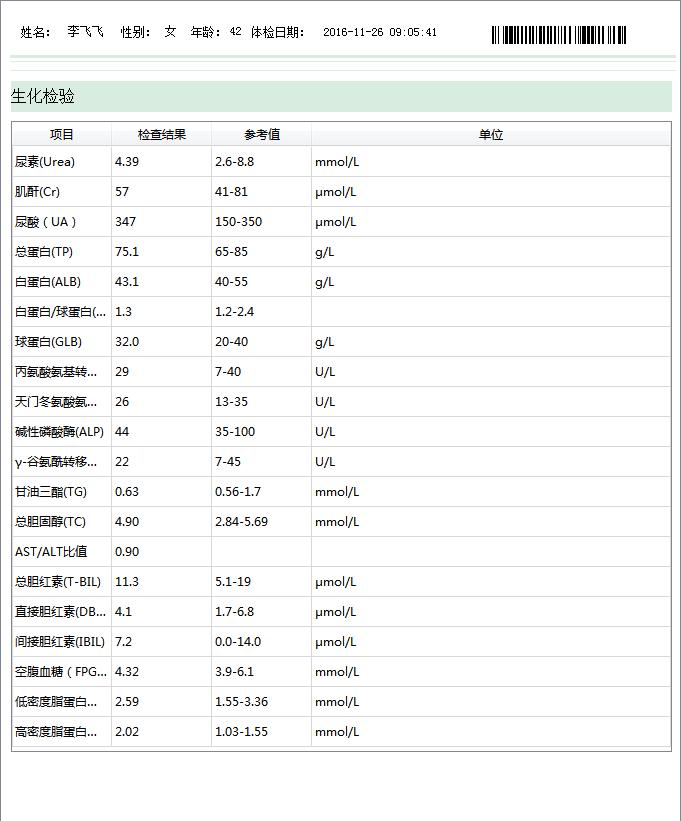 姓名： 李飞飞 性别： 女 年龄： 42 体检日期： 2016-11-26 09:05:41
生化检验
项目 检查结果 参考值 单位
尿素(Urea) 4.39 2.6-8.8 mmol/L
肌酐(Cr) 57 41-81 μmol/L
尿酸（UA） 347 150-350 μmol/L
总蛋白(TP) 75.1 65-85 g/L
白蛋白(ALB) 43.1 40-55 g/L
白蛋白/球蛋白(... 1.3 1.2-2.4
球蛋白(GLB) 32.0 20-40 g/L
丙氨酸氨基转... 29 7-40 U/L
天门冬氨酸氨... 26 13-35 U/L
碱性磷酸酶(ALP) 44 35-100 U/L
γ-谷氨酰转移... 22 7-45 U/L
甘油三酯(TG) 0.63 0.56-1.7 mmol/L
总胆固醇(TC) 4.90 2.84-5.69 mmol/L
AST/ALT比值 0.90
总胆红素(T-BIL) 11.3 5.1-19 μmol/L
直接胆红素(DB... 4.1 1.7-6.8 μmol/L
间接胆红素(IBIL) 7.2 0.0-14.0 μmol/L
空腹血糖（FPG... 4.32 3.9-6.1 mmol/L
低密度脂蛋白... 2.59 1.55-3.36 mmol/L
高密度脂蛋白... 2.02 1.03-1.55 mmol/L